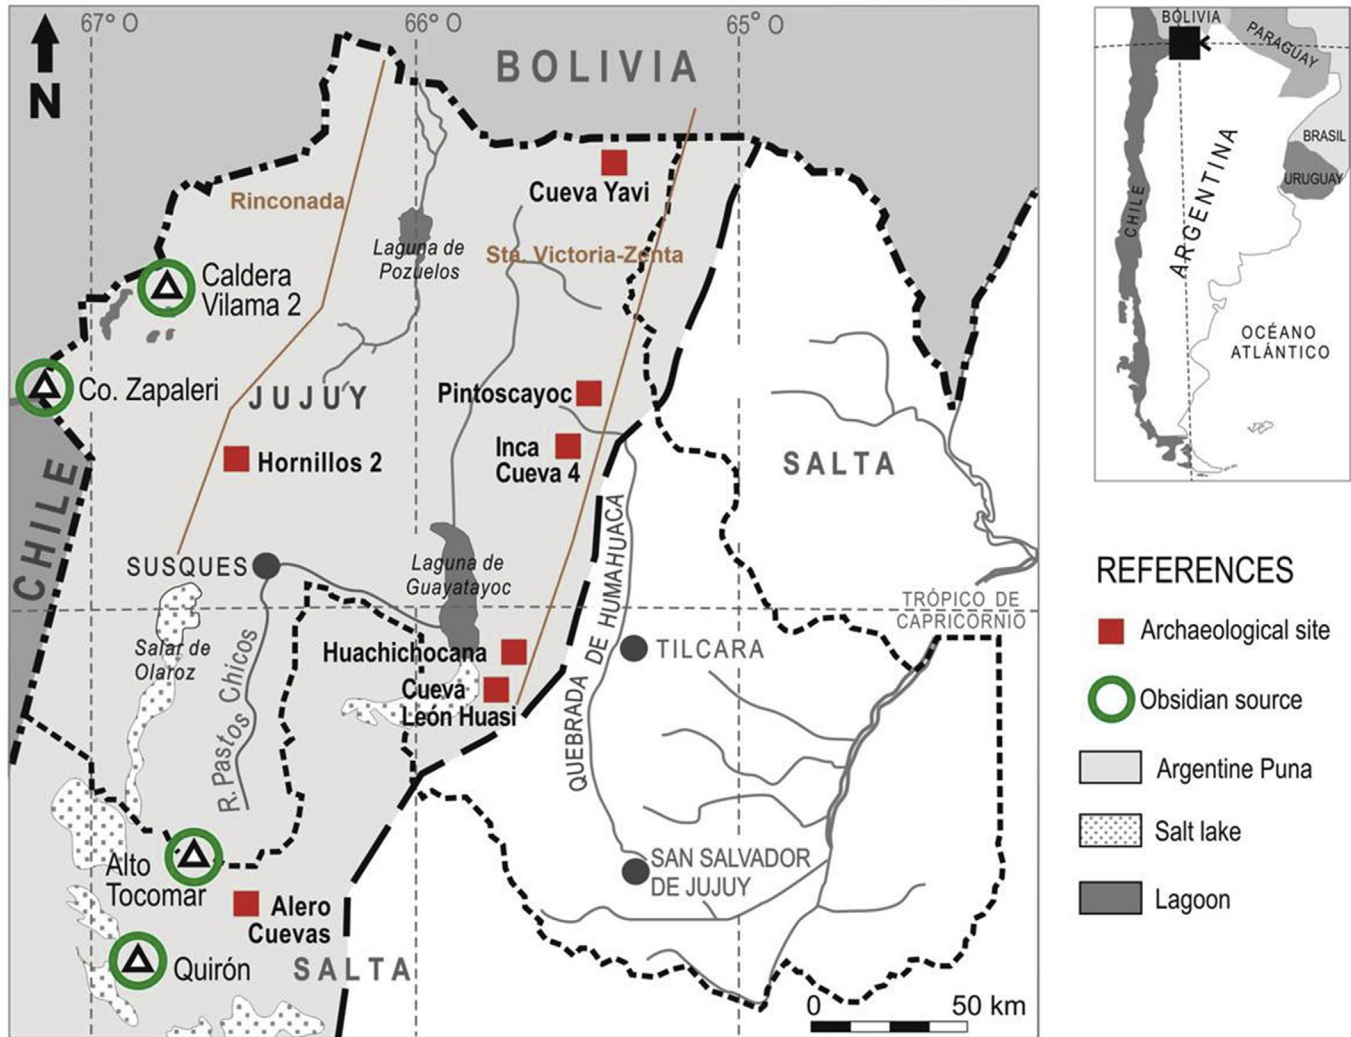 67° O
66° O
65° O
N
BOLIVIA
Rinconada
Cueva Yavi
Laguna de
Pozuelos
Sta. Victoria-Zenta
Caldera
Vilama 2
Co. Zapaleri
JUJUY
Pintoscayoc
Hornillos 2
Inca
Cueva 4
SALTA
CHILE
SUSQUES
Laguna de
Guayatayoc
QUEBRADA DE HUMAHUACA
TRÓPICO DE
CAPRICORNIO
Salar de
Olaroz
R. Pastos Chicos
Huachichocana
TILCARA
Cueva
León Huasi
Alto
Tocomar
SAN SALVADOR
DE JUJUY
Alero
Cuevas
Quirón
SALTA
0 50 km
BOLIVIA
PARAGUAY
BRASIL
URUGUAY
CHILE
ARGENTINA
OCÉANO
ATLÁNTICO
REFERENCES
Archaeological site
Obsidian source
Argentine Puna
Salt lake
Lagoon